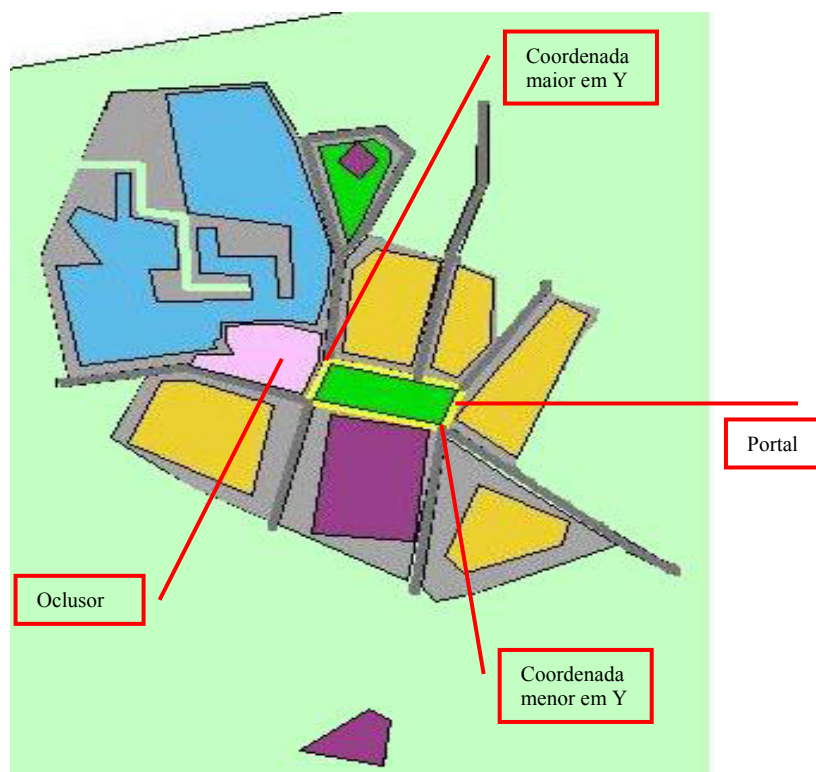 Coordenada
maior em Y
Portal
Oclusor
Coordenada
menor em Y